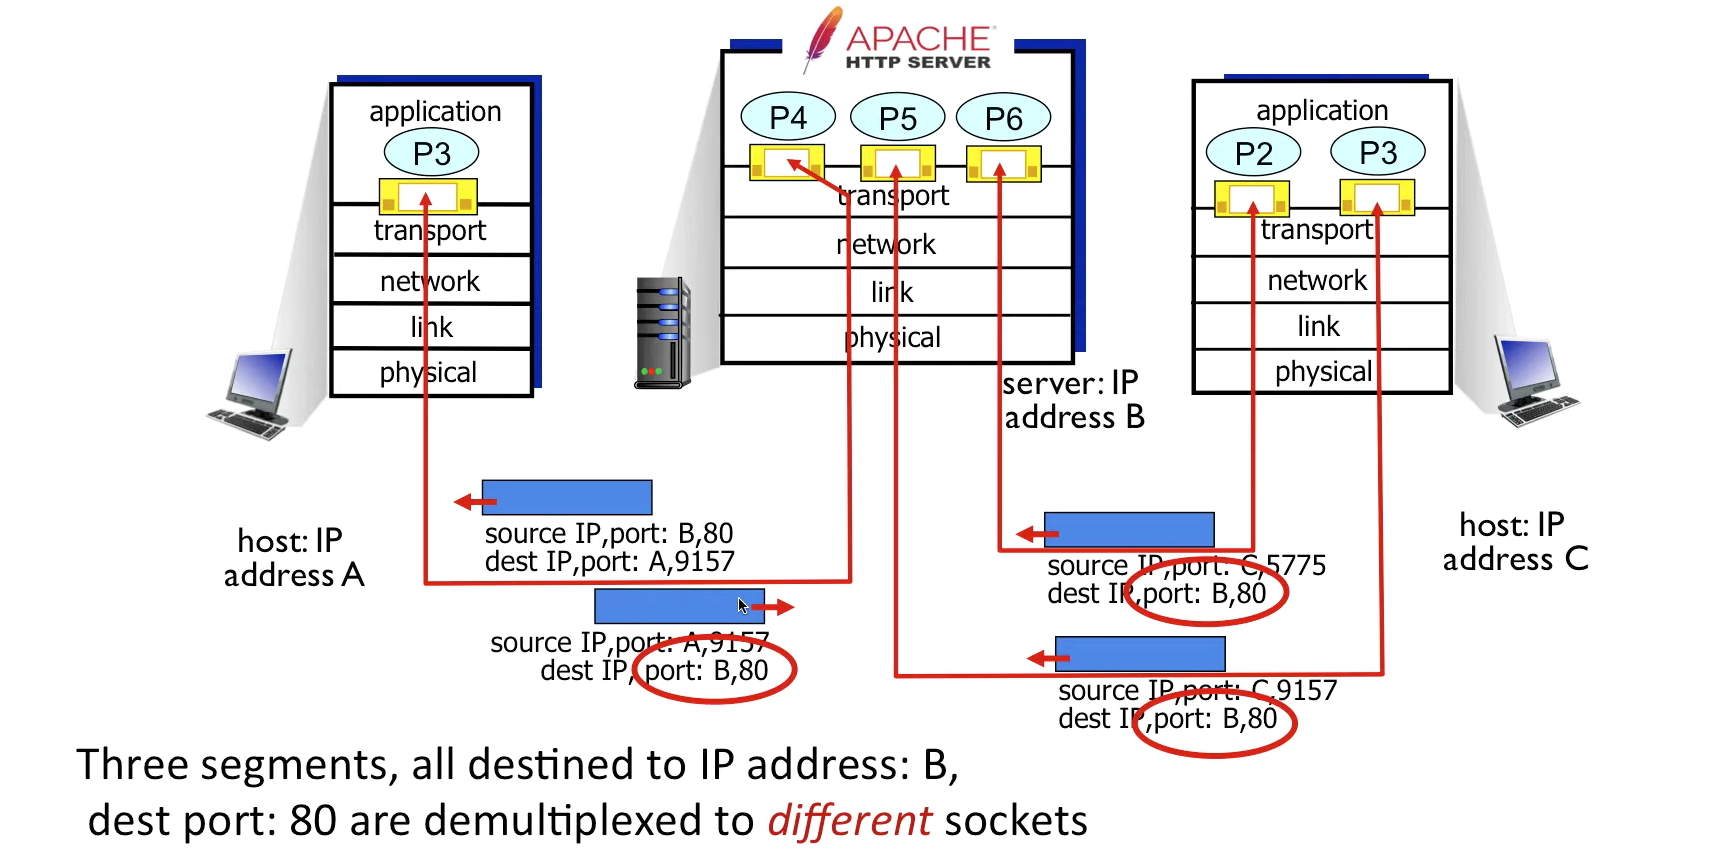 APACHE
HTTP SERVER
application
P3
transport
network
link
physical
P4
P5
P6
transport
network
link
physical
application
P2
P3
transport
network
link
physical
server: IP
address B
host: IP
address A
source IP,port: B,80
dest IP,port: A,9157
source IP,port: A,9157
dest IP, port: B,80
source IP,port: C,5775
dest IP,port: B,80
source IP,port: C,9157
dest IP,port: B,80
host: IP
address C
Three segments, all destined to IP address: B,
dest port: 80 are demultiplexed to different sockets